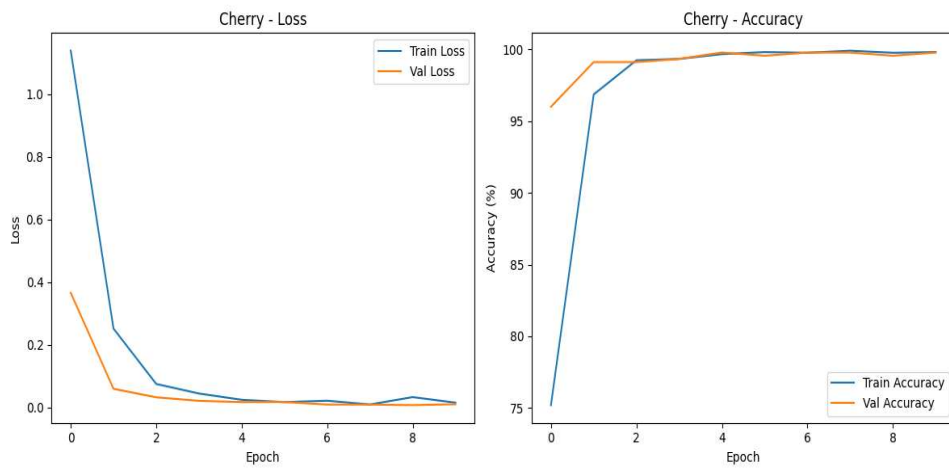 Cherry - Loss
Train Loss
Val Loss
1.0
0.8
0.6
0.4
0.2
0.0
Loss
0
2
4
6
8
Epoch
Cherry - Accuracy
100
95
90
85
80
75
Accuracy (%)
Train Accuracy
Val Accuracy
0
2
4
6
8
Epoch